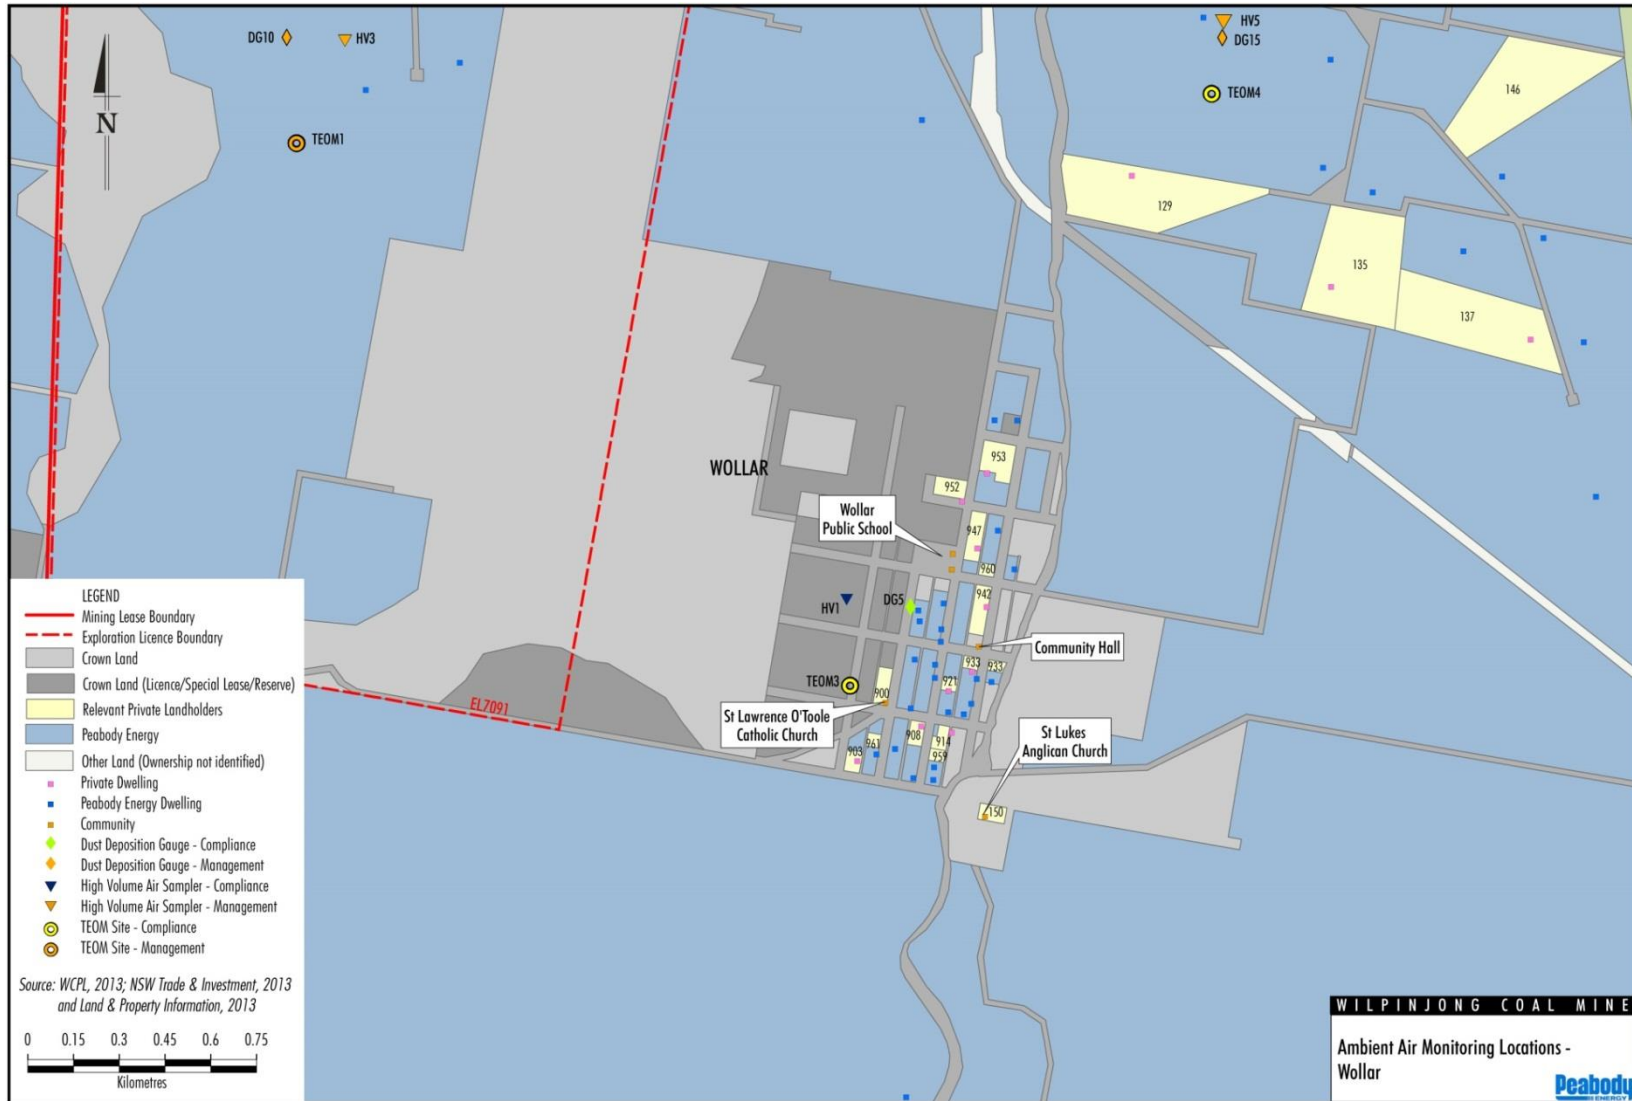 DG10
HV3
HV5
DG15
TEOM4
TEOM1
N
146
129
135
137
WOLLAR
953
952
Wollar
Public School
947
960
942
HV1
DG5
Community Hall
933
933
921
TEOM3
900
St Lawrence O'Toole
Catholic Church
EL7091
908
914
961
903
959
St Lukes
Anglican Church
150
LEGEND
Mining Lease Boundary
Exploration Licence Boundary
Crown Land
Crown Land (Licence/Special Lease/Reserve)
Relevant Private Landholders
Peabody Energy
Other Land (Ownership not identified)
Private Dwelling
Peabody Energy Dwelling
Community
Dust Deposition Gauge - Compliance
Dust Deposition Gauge - Management
High Volume Air Sampler - Compliance
High Volume Air Sampler - Management
TEOM Site - Compliance
TEOM Site - Management
Source: WCPL, 2013; NSW Trade & Investment, 2013
and Land & Property Information, 2013
0 0.15 0.3 0.45 0.6 0.75
Kilometres
WILPINJONG COAL MINE
Ambient Air Monitoring Locations -
Wollar
Peabody
ENERGY